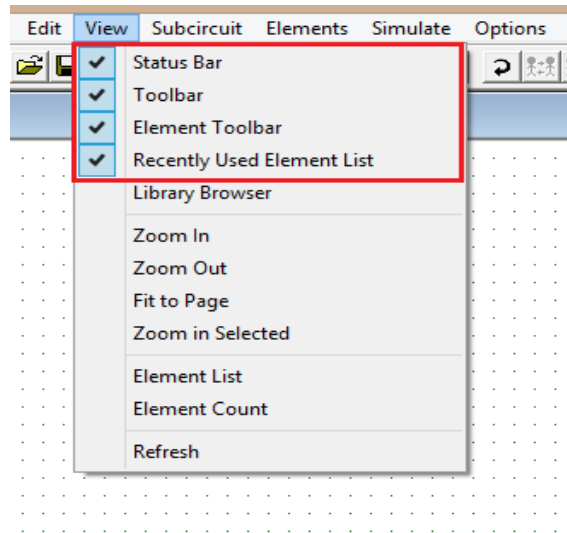 Edit View Subcircuit Elements Simulate Options
Status Bar
Toolbar
Element Toolbar
Recently Used Element List
Library Browser
Zoom In
Zoom Out
Fit to Page
Zoom in Selected
Element List
Element Count
Refresh